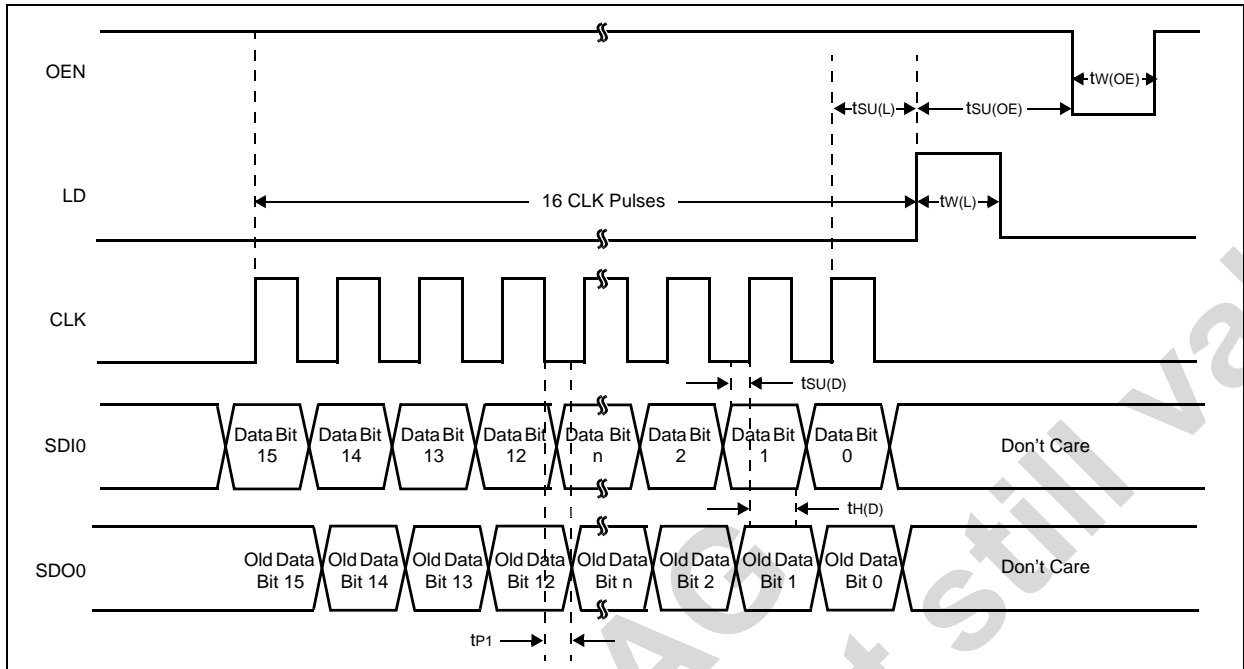 OEN
tW(OE)
tSU(L)
tSU(OE)
LD
16 CLK Pulses
tW(L)
CLK
tSU(D)
SDI0
Data Bit 15
Data Bit 14
Data Bit 13
Data Bit 12
Data Bit n
Data Bit 2
Data Bit 1
Data Bit 0
Don't Care
tH(D)
SDO0
Old Data Bit 15
Old Data Bit 14
Old Data Bit 13
Old Data Bit 12
Old Data Bit n
Old Data Bit 2
Old Data Bit 1
Old Data Bit 0
Don't Care
tP1
AG
still